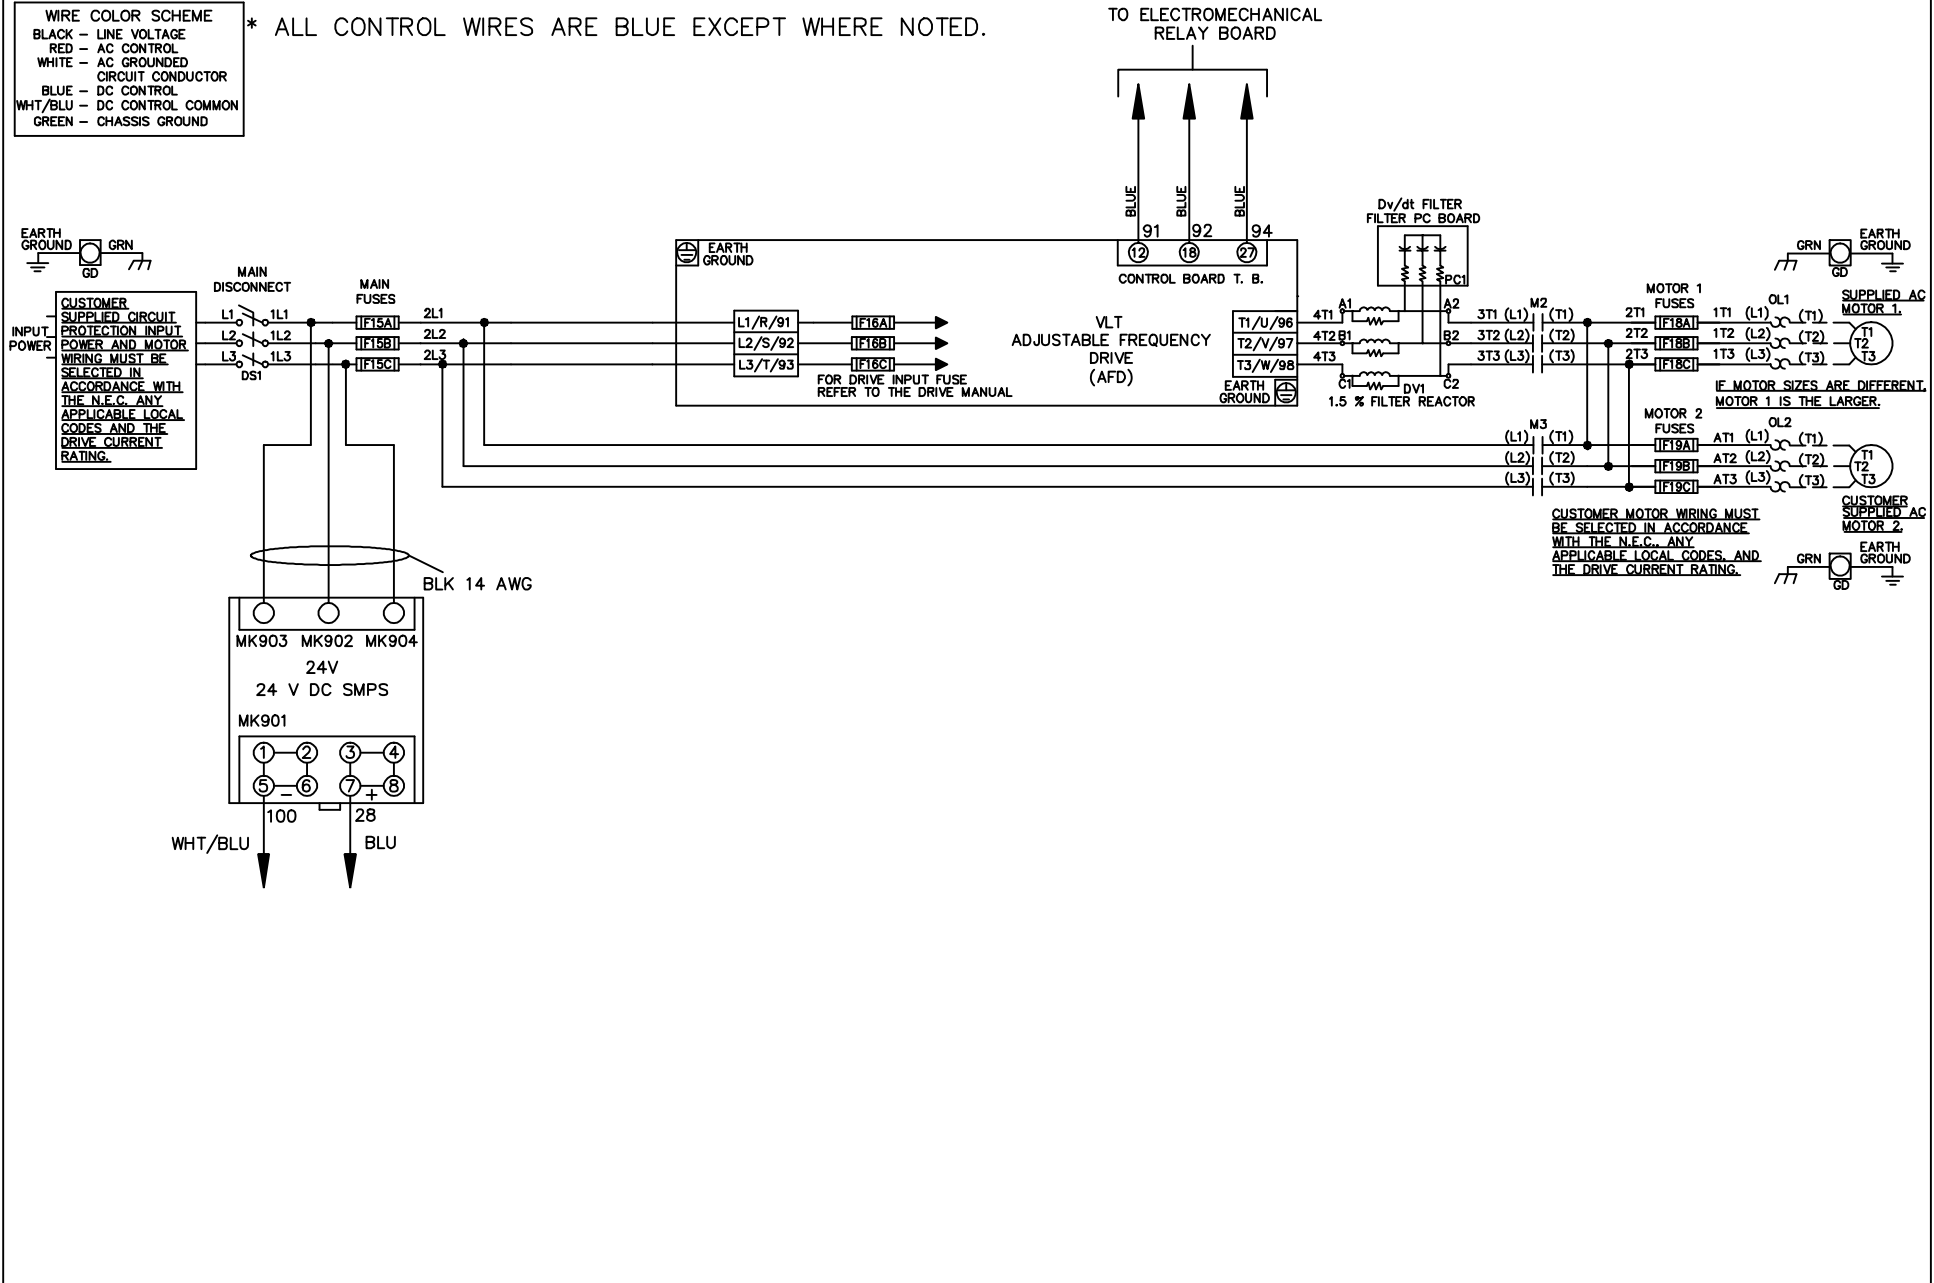 WIRE COLOR SCHEME
BLACK – LINE VOLTAGE
RED – AC CONTROL
WHITE – AC GROUNDED
CIRCUIT CONDUCTOR
BLUE – DC CONTROL
WHT/BLU – DC CONTROL COMMON
GREEN – CHASSIS GROUND
* ALL CONTROL WIRES ARE BLUE EXCEPT WHERE NOTED.
TO ELECTROMECHANICAL
RELAY BOARD
BLUE
BLUE
BLUE
91 92 94
12 18 27
CONTROL BOARD T. B.
EARTH
GROUND
GRN
GD
INPUT
POWER
CUSTOMER
SUPPLIED CIRCUIT
PROTECTION INPUT
POWER AND MOTOR
WIRING MUST BE
SELECTED IN
ACCORDANCE WITH
THE N.E.C. ANY
APPLICABLE LOCAL
CODES AND THE
DRIVE CURRENT
RATING.
MAIN
DISCONNECT
L1 1L1
L2 1L2
L3 1L3
DS1
MAIN
FUSES
F15A 2L1
F15B 2L2
F15C 2L3
EARTH
GROUND
L1/R/91 F16A
L2/S/92 F16B
L3/T/93 F16C
FOR DRIVE INPUT FUSE
REFER TO THE DRIVE MANUAL
VLT
ADJUSTABLE FREQUENCY
DRIVE
(AFD)
T1/U/96
T2/V/97
T3/W/98
EARTH
GROUND
Dv/dt FILTER
FILTER PC BOARD
PC1
4T1 A1 A2
4T2 B1 B2
4T3
C1 DV1 C2
1.5 % FILTER REACTOR
M2
3T1 (L1) (T1)
3T2 (L2) (T2)
3T3 (L3) (T3)
MOTOR 1
FUSES
2T1 F18A 1T1 (L1) (T1)
2T2 F18B 1T2 (L2) (T2)
2T3 F18C 1T3 (L3) (T3)
OL1
T1
T2
T3
GRN
EARTH
GROUND
GD
SUPPLIED AC
MOTOR 1.
IF MOTOR SIZES ARE DIFFERENT,
MOTOR 1 IS THE LARGER.
M3
(L1) (T1)
(L2) (T2)
(L3) (T3)
MOTOR 2
FUSES
F19A AT1 (L1) (T1)
F19B AT2 (L2) (T2)
F19C AT3 (L3) (T3)
OL2
T1
T2
T3
CUSTOMER
SUPPLIED AC
MOTOR 2.
CUSTOMER MOTOR WIRING MUST
BE SELECTED IN ACCORDANCE
WITH THE N.E.C., ANY
APPLICABLE LOCAL CODES, AND
THE DRIVE CURRENT RATING.
GRN
EARTH
GROUND
GD
BLK 14 AWG
MK903 MK902 MK904
24V
24 V DC SMPS
MK901
1 2 3 4
5 6 7 8
– +
100 28
WHT/BLU BLU